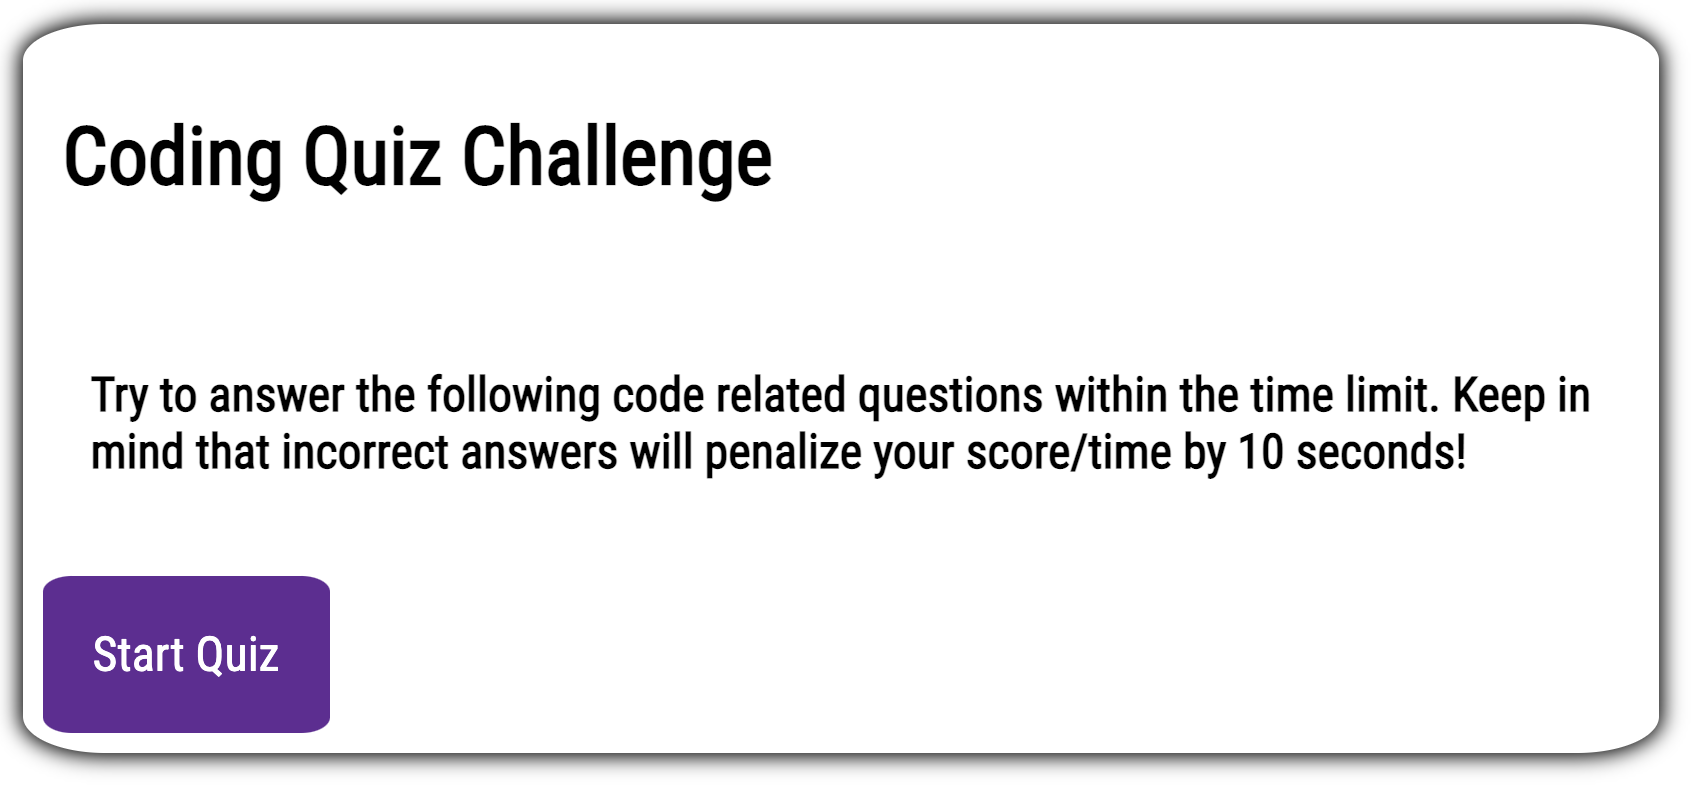 Coding Quiz Challenge
Try to answer the following code related questions within the time limit. Keep in
mind that incorrect answers will penalize your score/time by 10 seconds!
Start Quiz